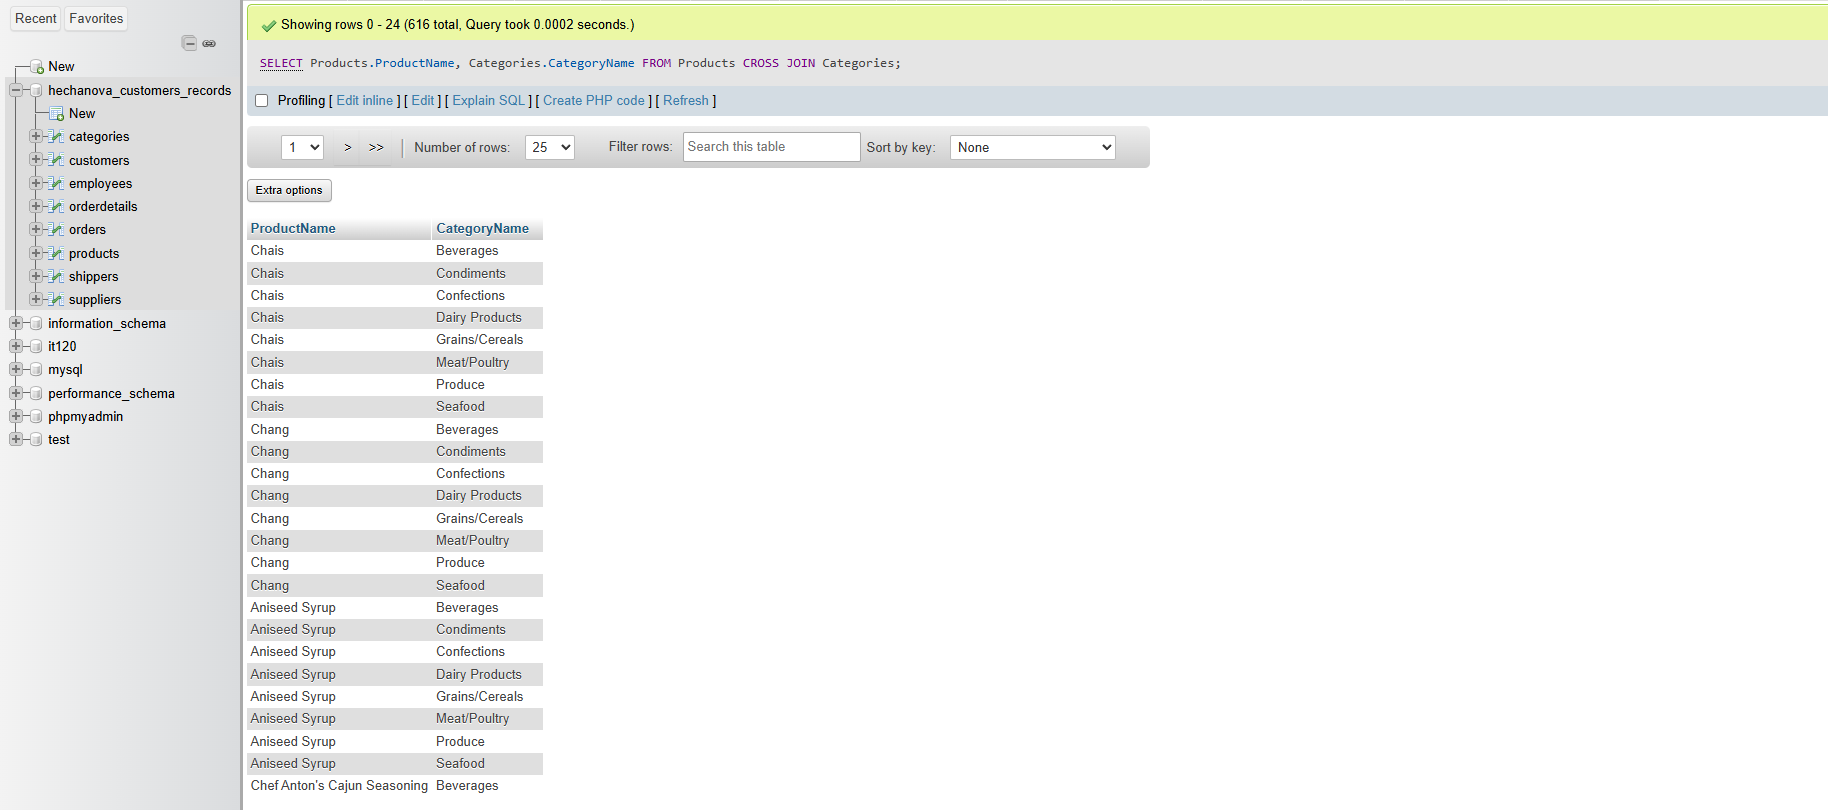 Recent Favorites
New
hechanova_customers_records
New
categories
customers
employees
orderdetails
orders
products
shippers
suppliers
information_schema
it120
mysql
performance_schema
phpmyadmin
test
Showing rows 0 - 24 (616 total, Query took 0.0002 seconds.)
SELECT Products.ProductName, Categories.CategoryName FROM Products CROSS JOIN Categories;
Profiling [ Edit inline ] [ Edit ] [ Explain SQL ] [ Create PHP code ] [ Refresh ]
1 > >> | Number of rows: 25 Filter rows: Search this table Sort by key: None
Extra options
ProductName CategoryName
Chais Beverages
Chais Condiments
Chais Confections
Chais Dairy Products
Chais Grains/Cereals
Chais Meat/Poultry
Chais Produce
Chais Seafood
Chang Beverages
Chang Condiments
Chang Confections
Chang Dairy Products
Chang Grains/Cereals
Chang Meat/Poultry
Chang Produce
Chang Seafood
Aniseed Syrup Beverages
Aniseed Syrup Condiments
Aniseed Syrup Confections
Aniseed Syrup Dairy Products
Aniseed Syrup Grains/Cereals
Aniseed Syrup Meat/Poultry
Aniseed Syrup Produce
Aniseed Syrup Seafood
Chef Anton's Cajun Seasoning Beverages